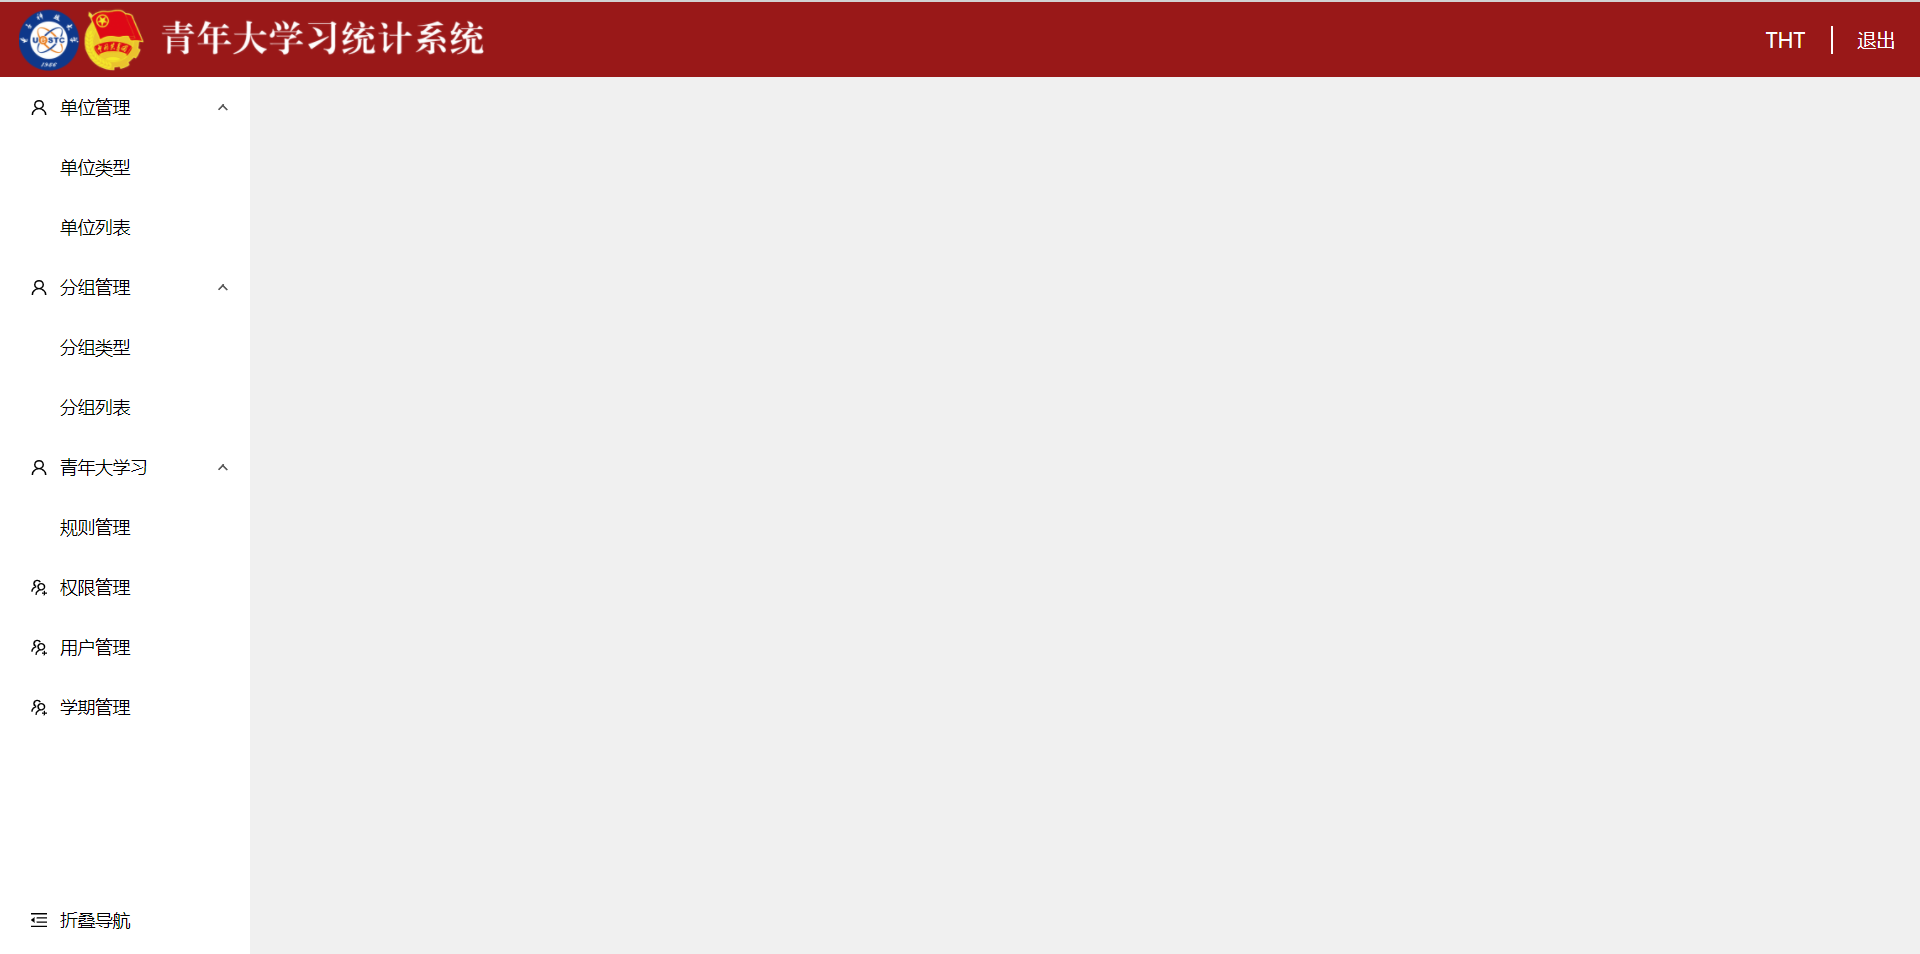 青年大学习统计系统
THT
退出
单位管理
单位类型
单位列表
分组管理
分组类型
分组列表
青年大学习
规则管理
权限管理
用户管理
学期管理
折叠导航